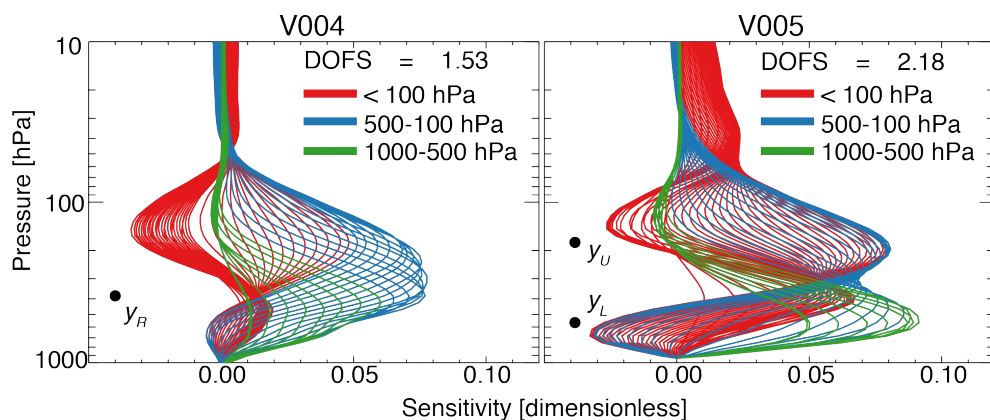 V004
V005
10
100
1000
Pressure [hPa]
DOFS = 1.53
< 100 hPa
500-100 hPa
1000-500 hPa
y_R
DOFS = 2.18
< 100 hPa
500-100 hPa
1000-500 hPa
y_U
y_L
0.00 0.05 0.10
0.00 0.05 0.10
Sensitivity [dimensionless]